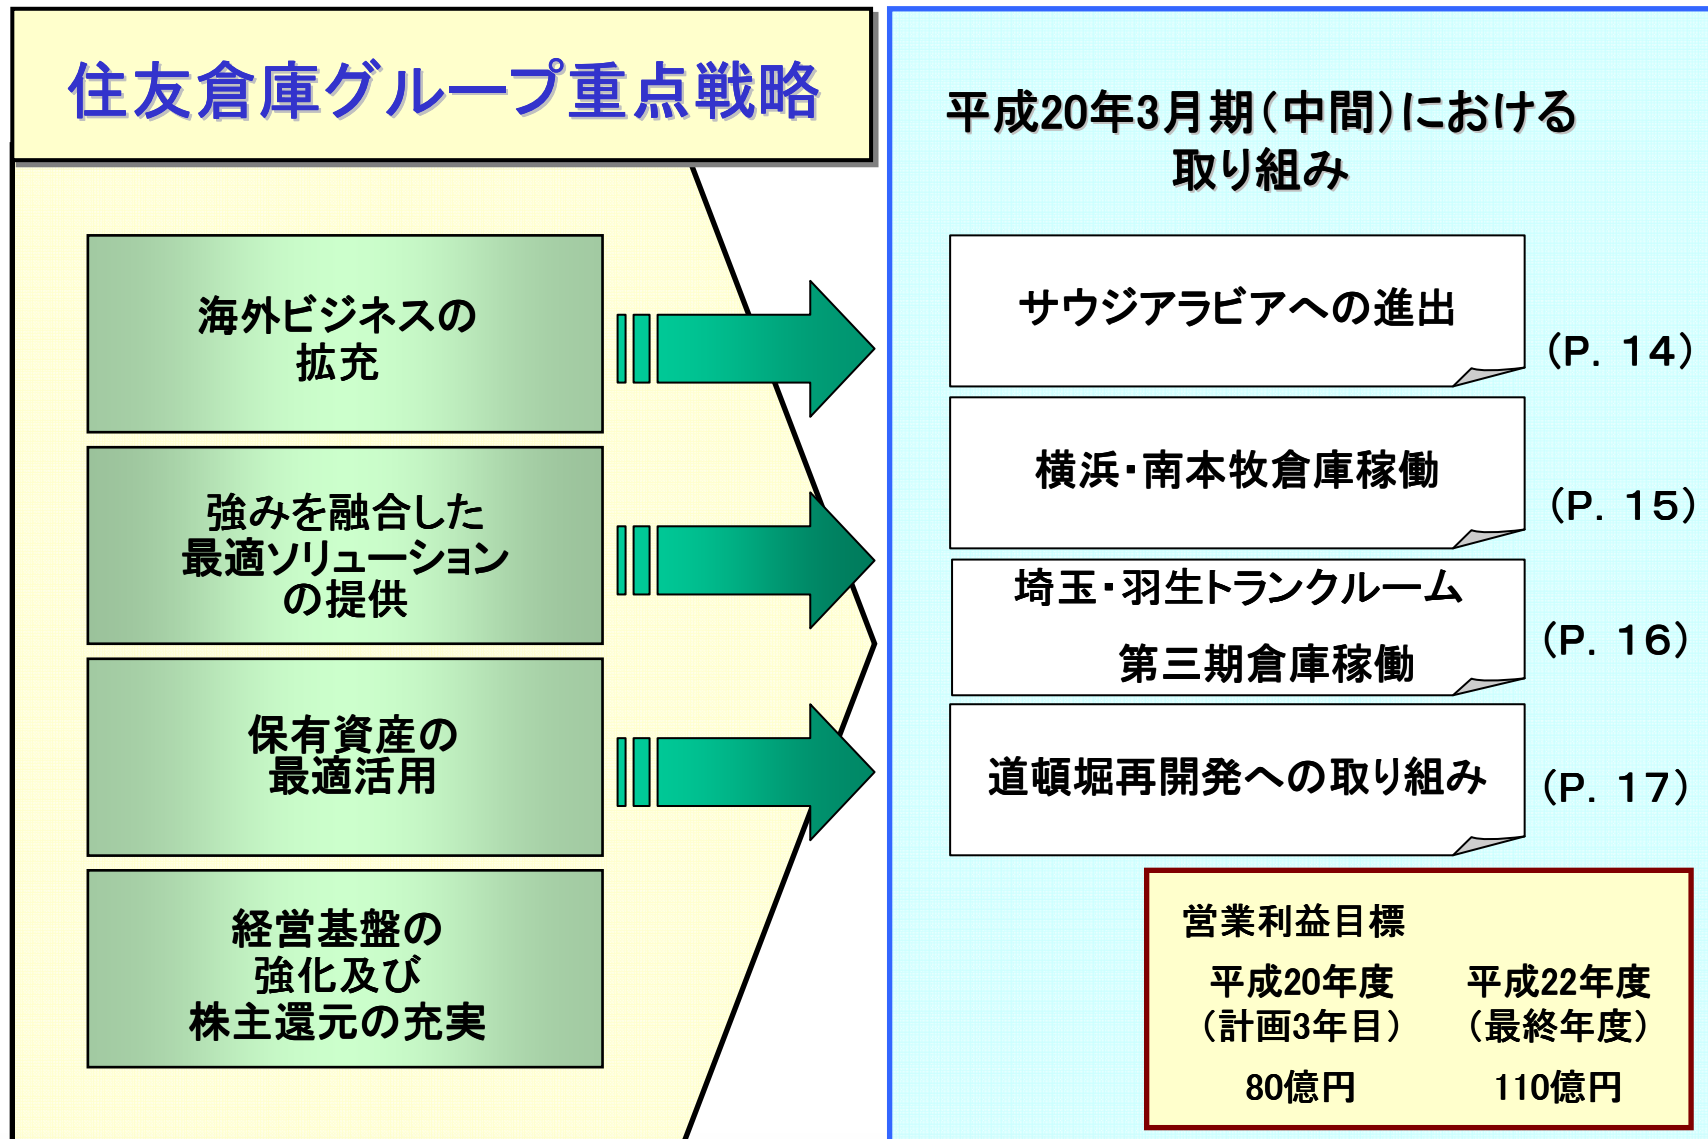 住友倉庫グループ重点戦略
海外ビジネスの
拡充
強みを融合した
最適ソリューション
の提供
保有資産の
最適活用
経営基盤の
強化及び
株主還元の充実
平成20年3月期(中間)における
取り組み
サウジアラビアへの進出
(P. 14)
横浜・南本牧倉庫稼働
(P. 15)
埼玉・羽生トランクルーム
第三期倉庫稼働
(P. 16)
道頓堀再開発への取り組み
(P. 17)
営業利益目標
平成20年度 平成22年度
(計画3年目) (最終年度)
80億円 110億円